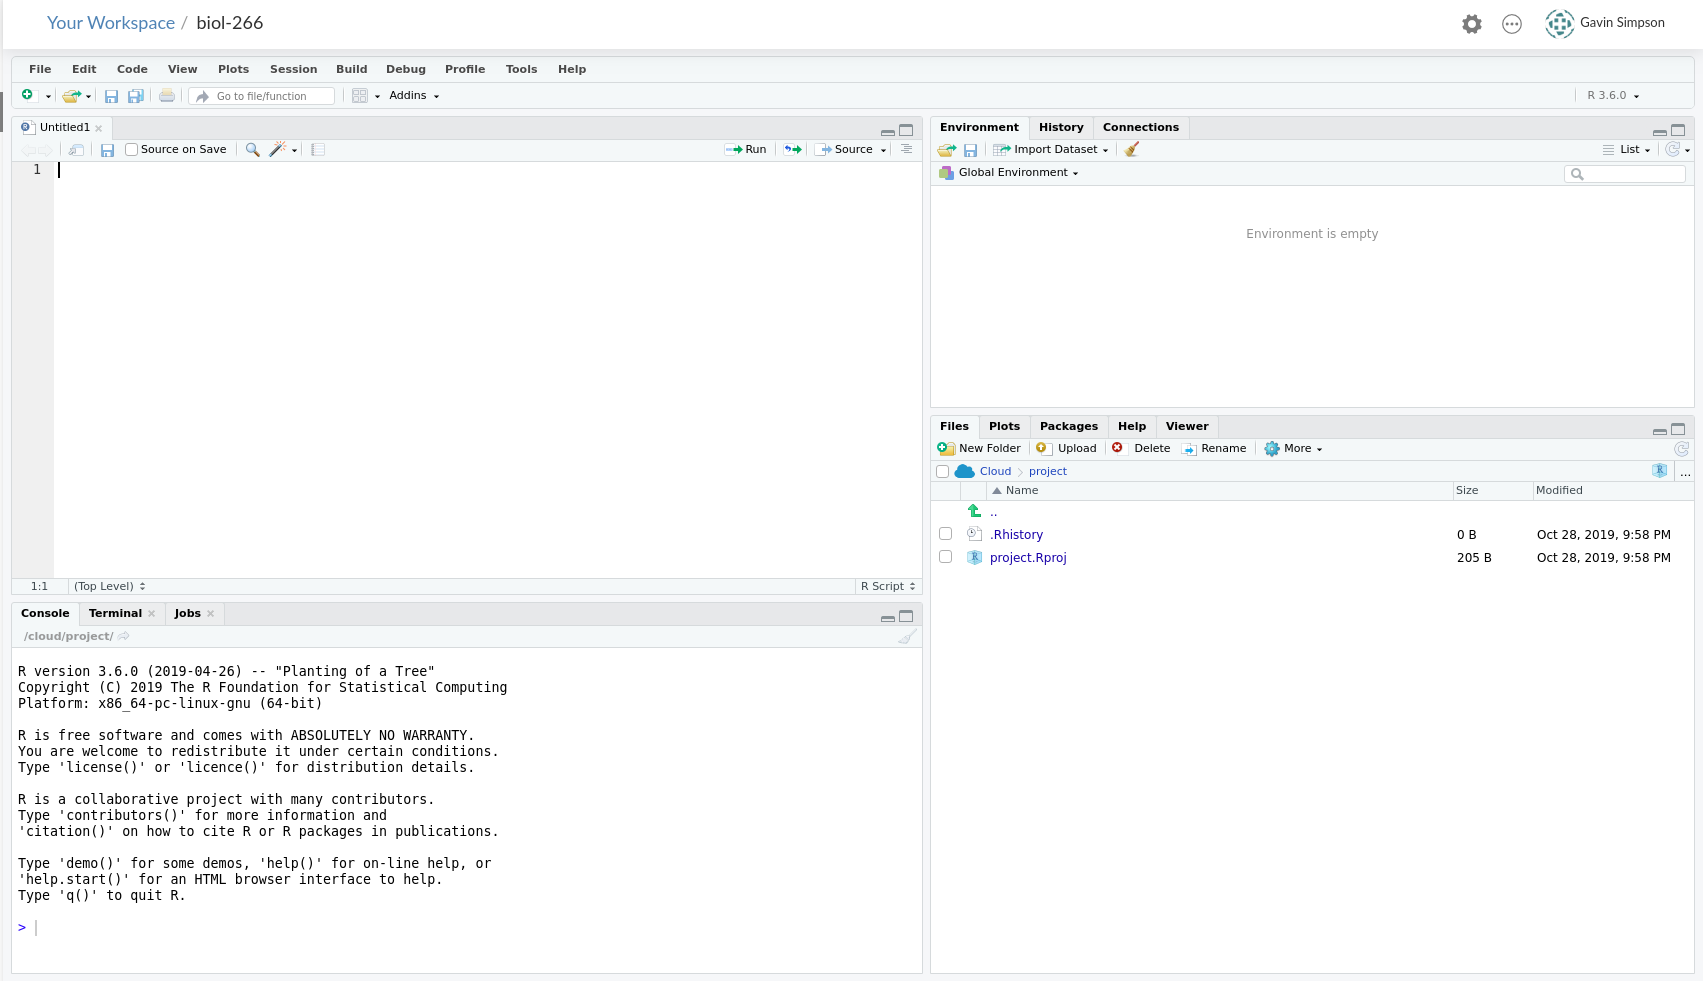 Your Workspace / biol-266
Gavin Simpson
File Edit Code View Plots Session Build Debug Profile Tools Help
Go to file/function Addins R 3.6.0
Untitled1
Source on Save Run Source
1
1:1 (Top Level) R Script
Console Terminal Jobs
/cloud/project/
R version 3.6.0 (2019-04-26) -- "Planting of a Tree"
Copyright (C) 2019 The R Foundation for Statistical Computing
Platform: x86_64-pc-linux-gnu (64-bit)
R is free software and comes with ABSOLUTELY NO WARRANTY.
You are welcome to redistribute it under certain conditions.
Type 'license()' or 'licence()' for distribution details.
R is a collaborative project with many contributors.
Type 'contributors()' for more information and
'citation()' on how to cite R or R packages in publications.
Type 'demo()' for some demos, 'help()' for on-line help, or
'help.start()' for an HTML browser interface to help.
Type 'q()' to quit R.
>
Environment History Connections
Import Dataset List
Global Environment
Environment is empty
Files Plots Packages Help Viewer
New Folder Upload Delete Rename More
Cloud project R ...
Name Size Modified
..
.Rhistory 0 B Oct 28, 2019, 9:58 PM
R project.Rproj 205 B Oct 28, 2019, 9:58 PM